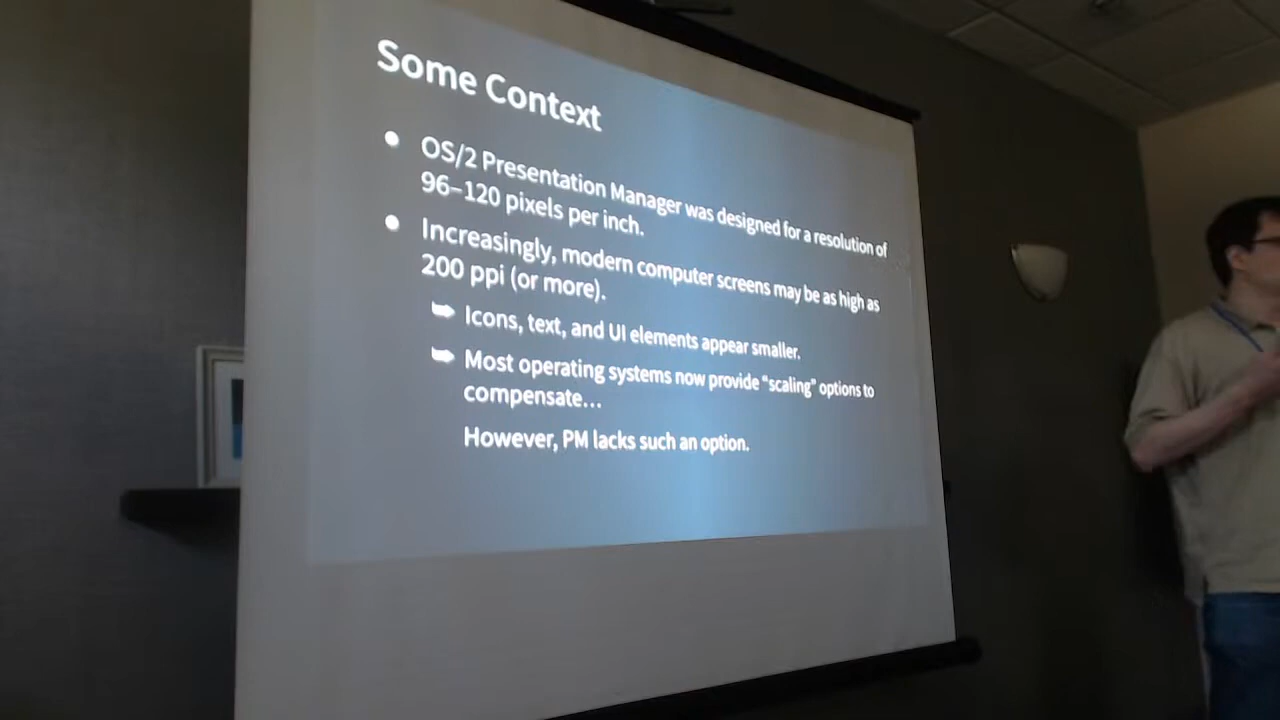 Some Context
• OS/2 Presentation Manager was designed for a resolution of
96–120 pixels per inch.
• Increasingly, modern computer screens may be as high as
200 ppi (or more).
➥ Icons, text, and UI elements appear smaller.
➥ Most operating systems now provide “scaling” options to
compensate…
However, PM lacks such an option.